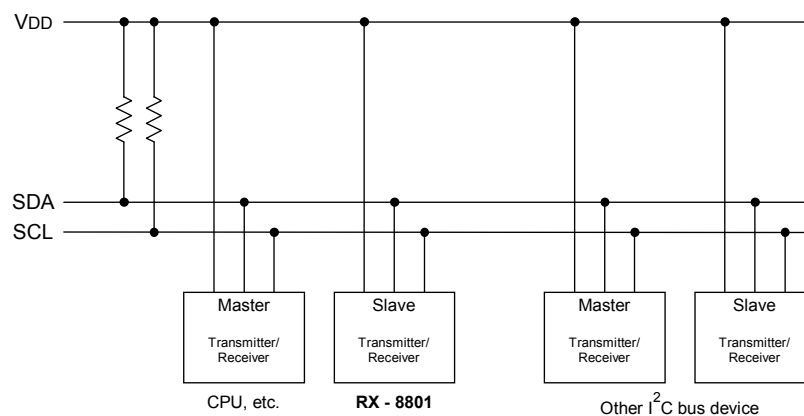 VDD
SDA
SCL
Master
Transmitter/
Receiver
Slave
Transmitter/
Receiver
Master
Transmitter/
Receiver
Slave
Transmitter/
Receiver
CPU, etc.
RX - 8801
Other I²C bus device